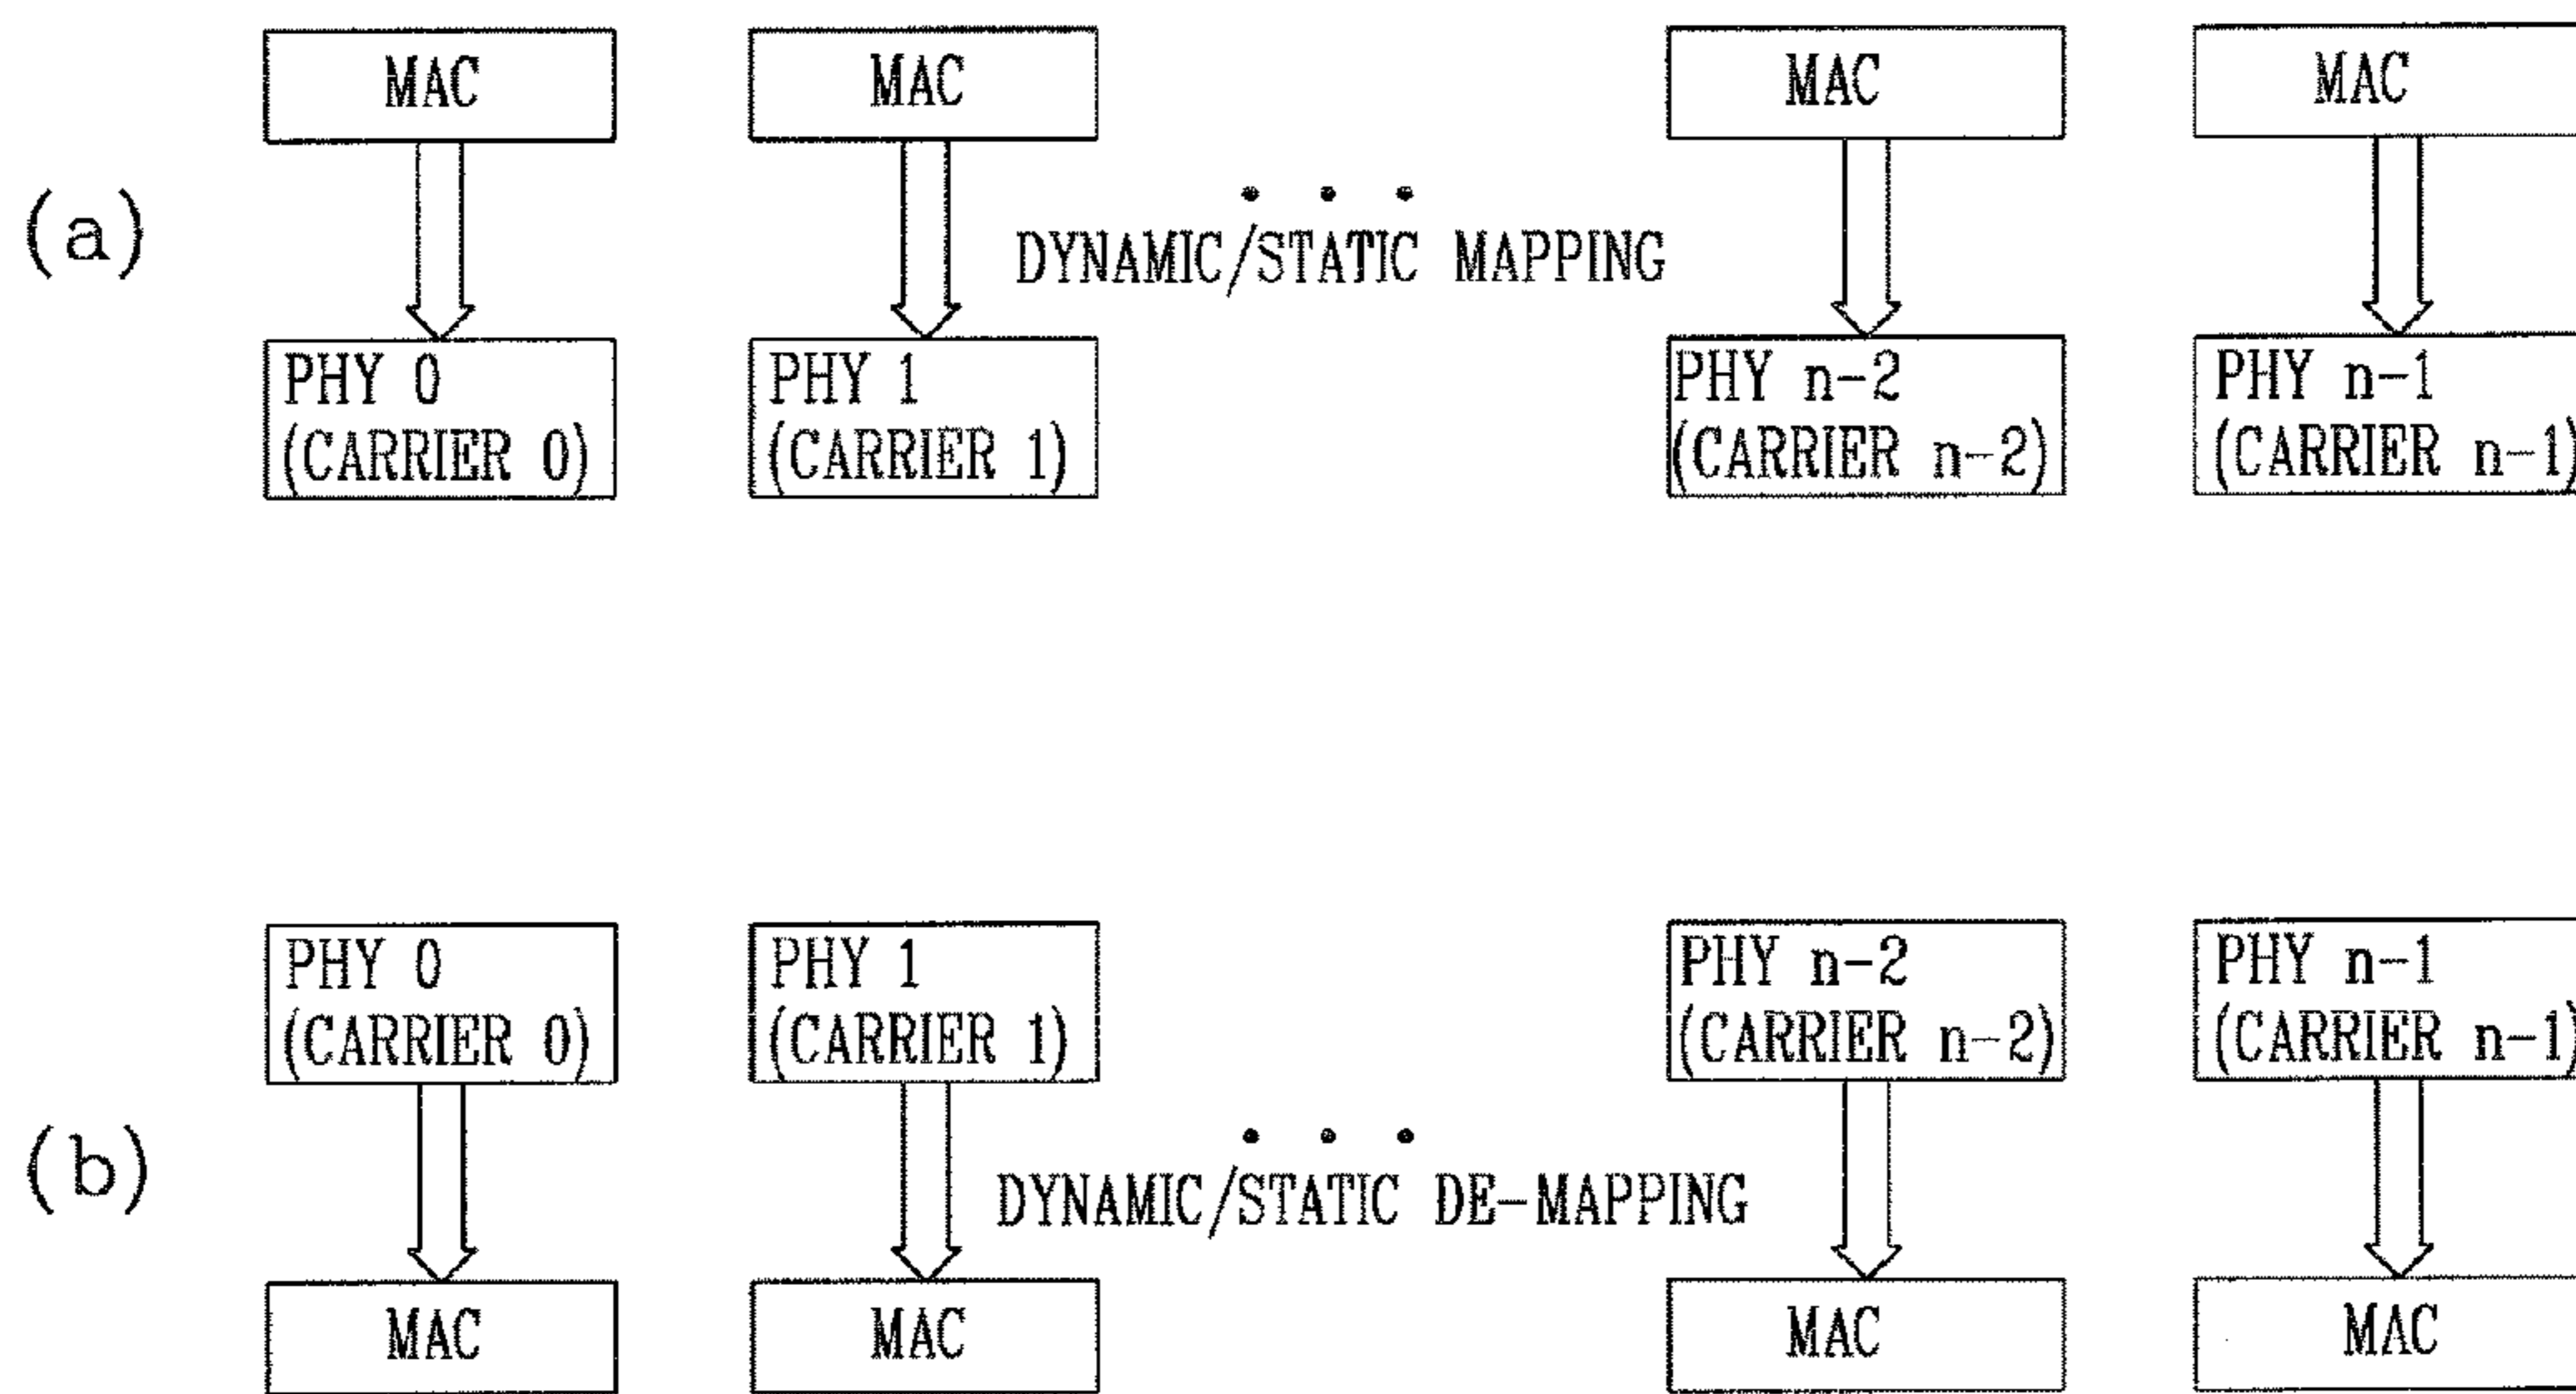 MAC MAC MAC MAC
(a)
DYNAMIC/STATIC MAPPING
PHY 0 PHY 1 PHY n-2 PHY n-1
(CARRIER 0) (CARRIER 1) (CARRIER n-2) (CARRIER n-1)
PHY 0 PHY 1 PHY n-2 PHY n-1
(CARRIER 0) (CARRIER 1) (CARRIER n-2) (CARRIER n-1)
(b)
DYNAMIC/STATIC DE-MAPPING
MAC MAC MAC MAC